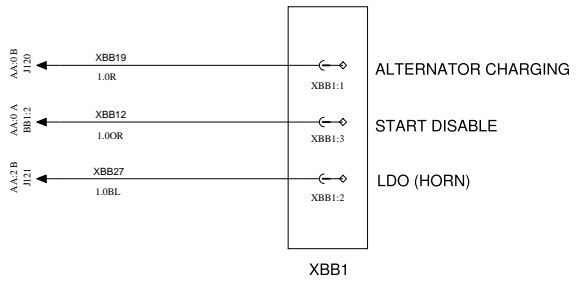 AA:0 B
J120
XBB19
1.0R
XBB1:1
ALTERNATOR CHARGING
AA:0 A
BB1:2
XBB12
1.0OR
XBB1:3
START DISABLE
AA:2 B
J121
XBB27
1.0BL
XBB1:2
LDO (HORN)
XBB1